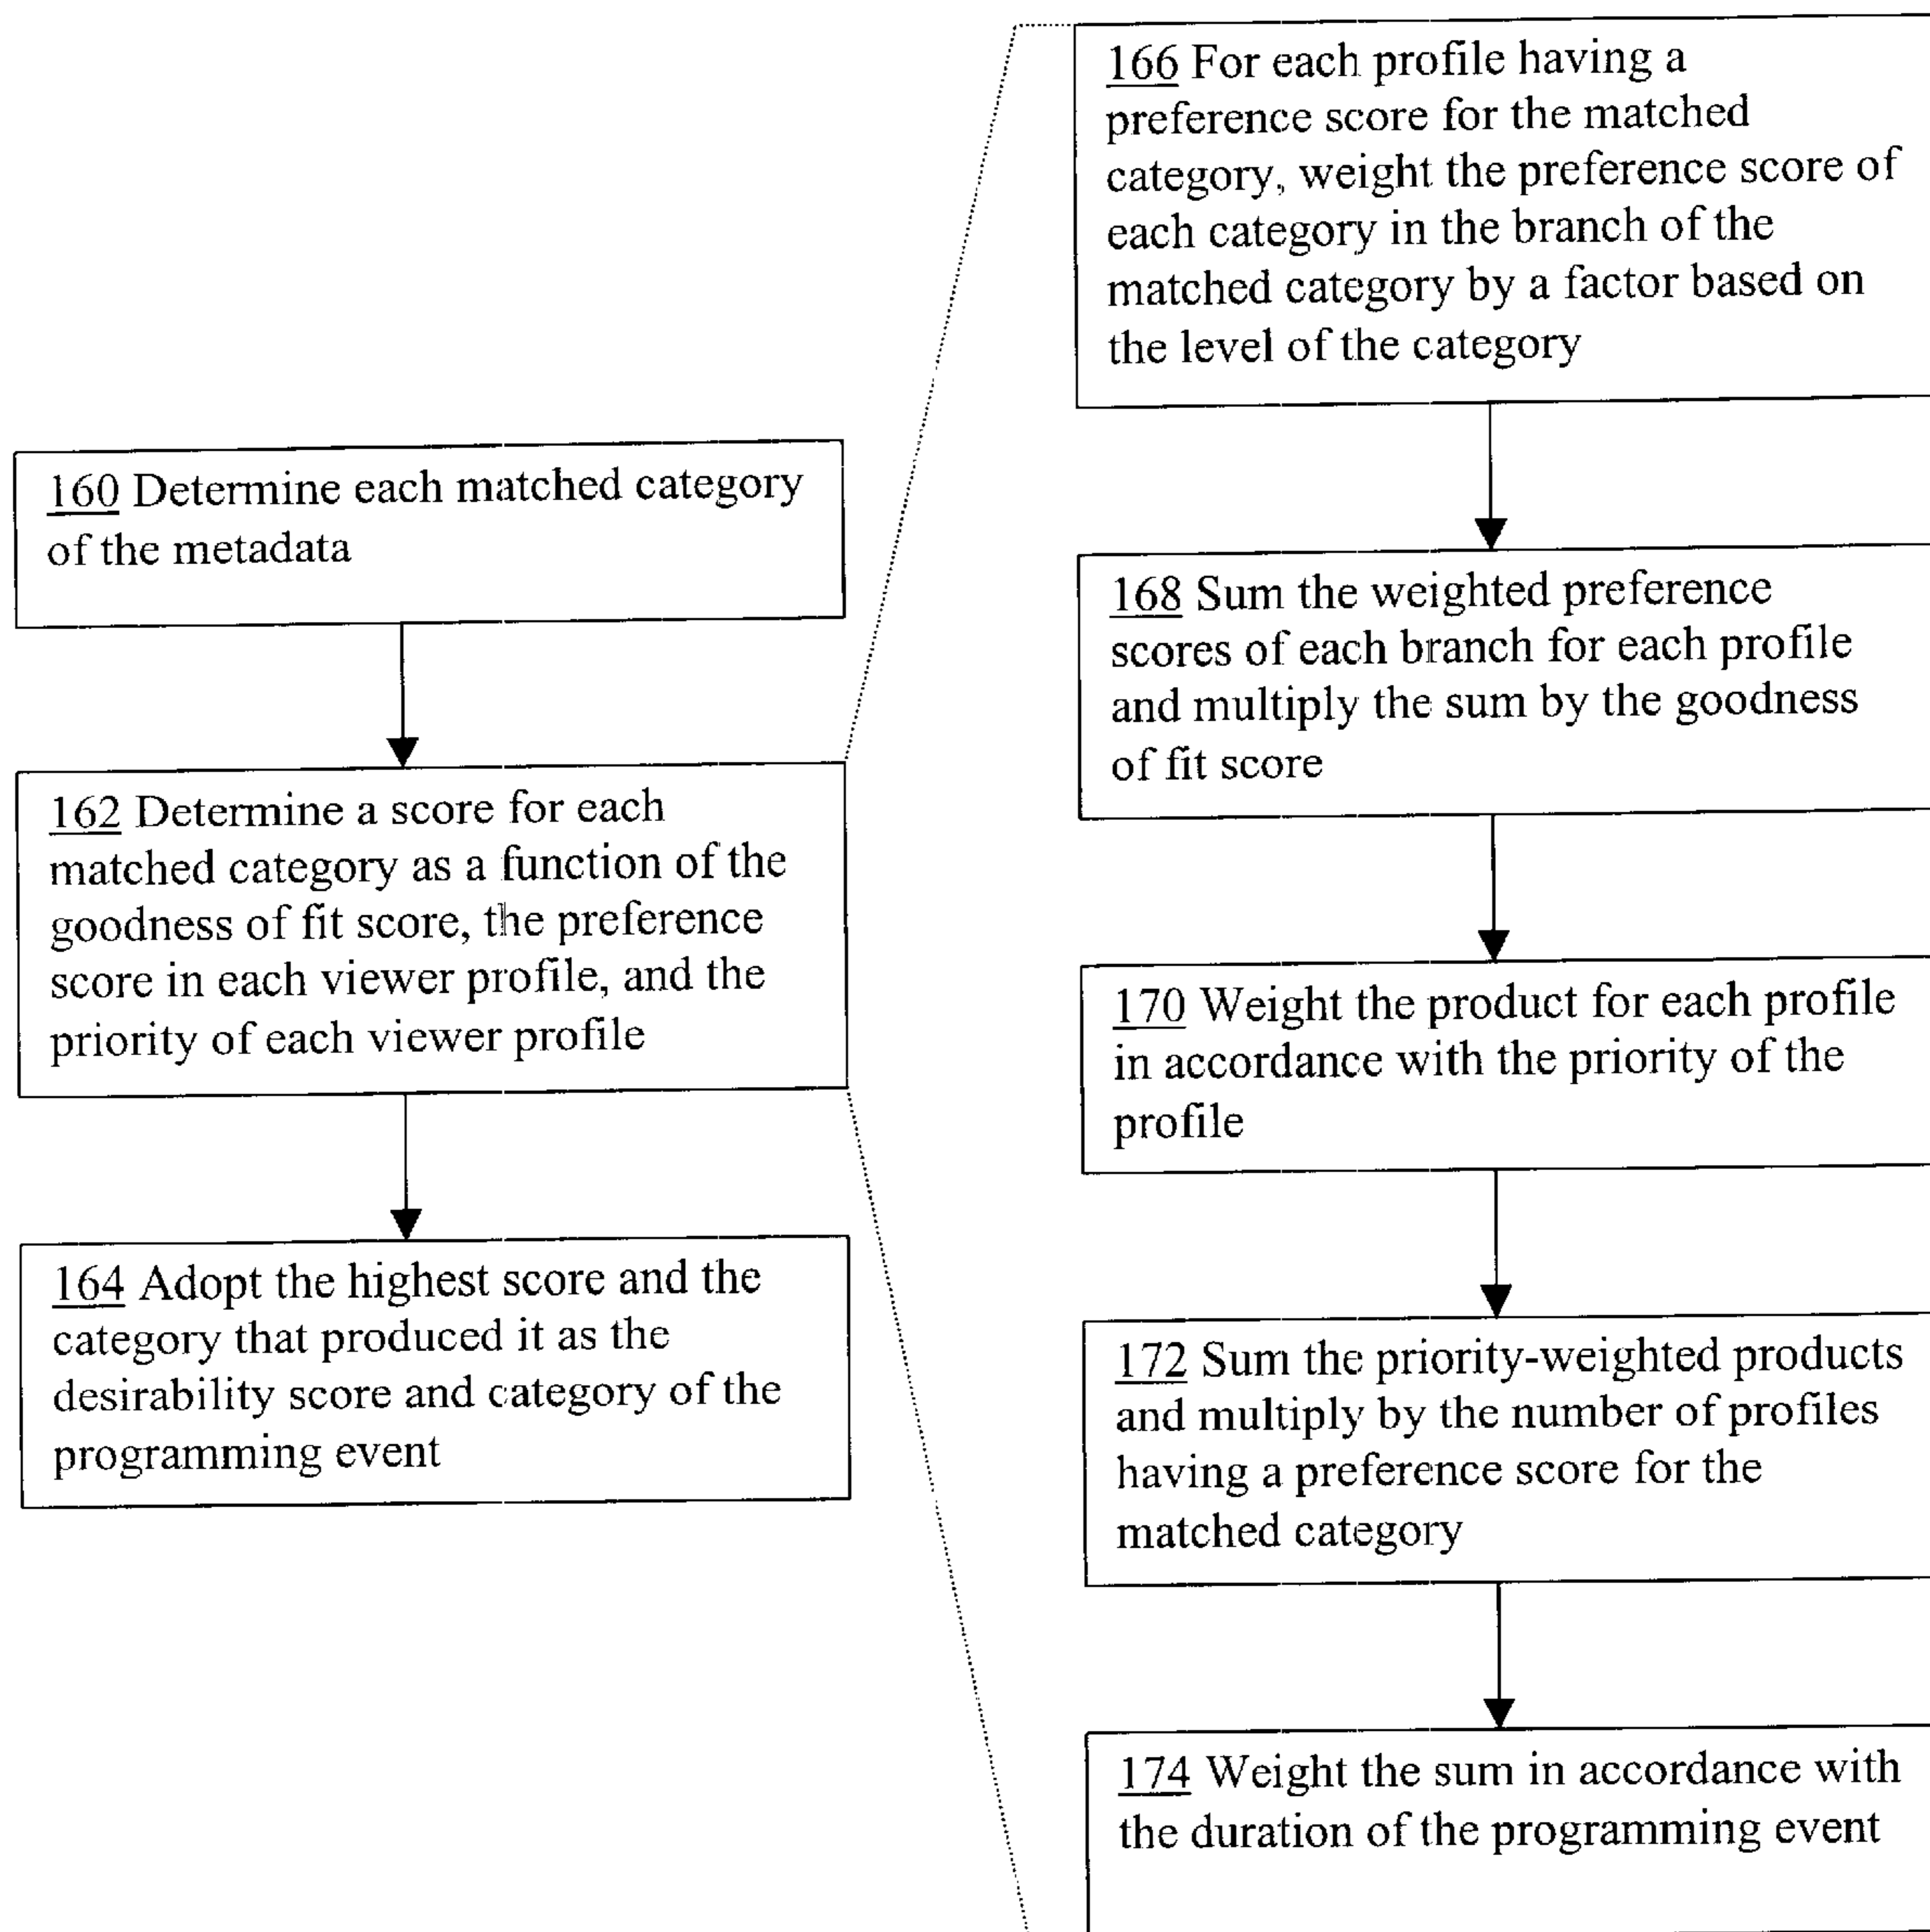 160 Determine each matched category
of the metadata
162 Determine a score for each
matched category as a function of the
goodness of fit score, the preference
score in each viewer profile, and the
priority of each viewer profile
164 Adopt the highest score and the
category that produced it as the
desirability score and category of the
programming event
166 For each profile having a
preference score for the matched
category, weight the preference score of
each category in the branch of the
matched category by a factor based on
the level of the category
168 Sum the weighted preference
scores of each branch for each profile
and multiply the sum by the goodness
of fit score
170 Weight the product for each profile
in accordance with the priority of the
profile
172 Sum the priority-weighted products
and multiply by the number of profiles
having a preference score for the
matched category
174 Weight the sum in accordance with
the duration of the programming event